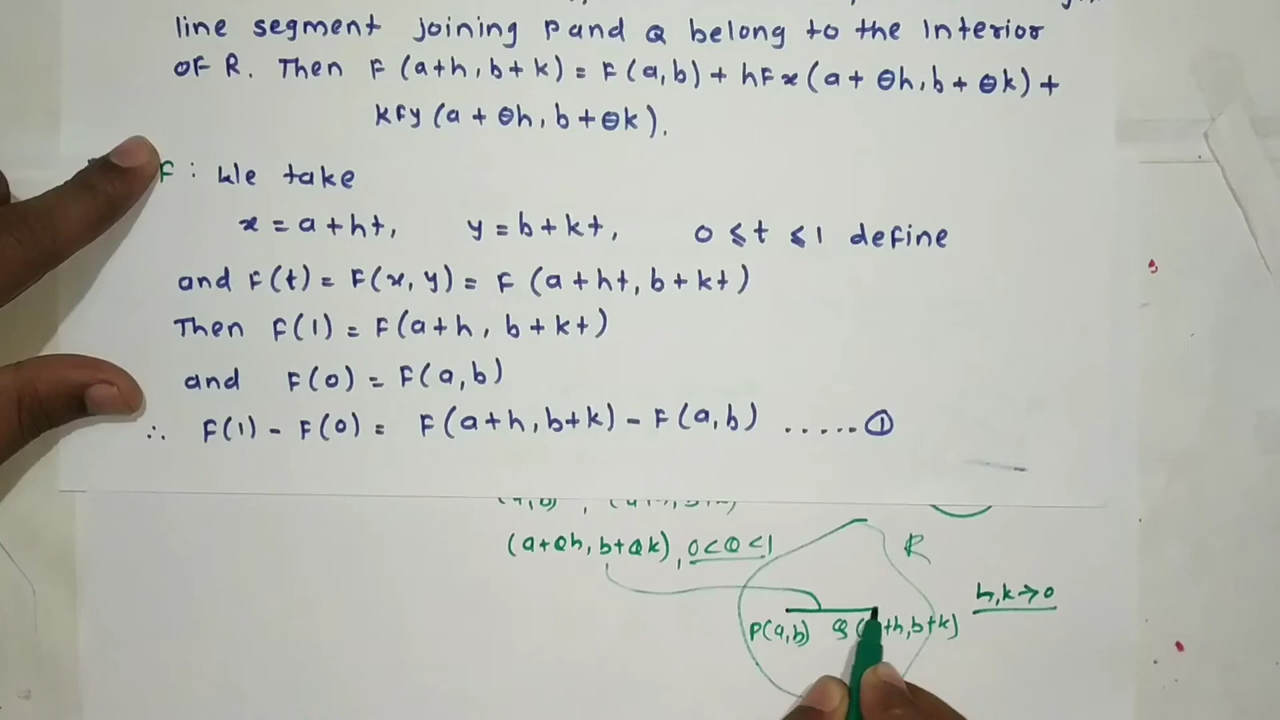 line segment joining P and Q belong to the interior
of R. Then F (a+h, b+k) = F(a,b) + hFx (a + θh, b + θk) +
kFy (a + θh, b+θk).
F : We take
x = a + ht, y = b + kt, 0 ≤ t ≤ 1 define
and F(t) = F(x, y) = F (a + ht, b + kt)
Then F(1) = F(a+h, b+kt)
and F(0) = F(a,b)
∴ F(1) - F(0) = F(a+h, b+k) - F(a,b) ......①
(a+θh, b+θk), 0<θ<1
R
h,k→0
P(a,b) Q( +h,b+k)